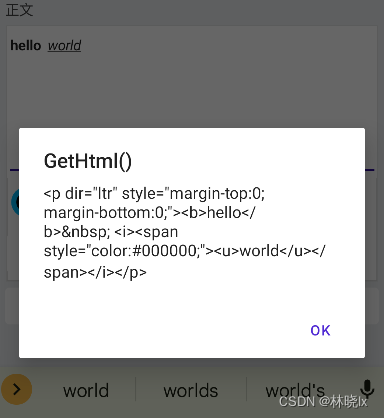 正文
hello world
GetHtml()
<p dir="ltr" style="margin-top:0;
margin-bottom:0;"><b>hello</
b>&nbsp; <i><span
style="color:#000000;"><u>world</u></
span></i></p>
OK
world worlds world's
CSDN @林晓lx